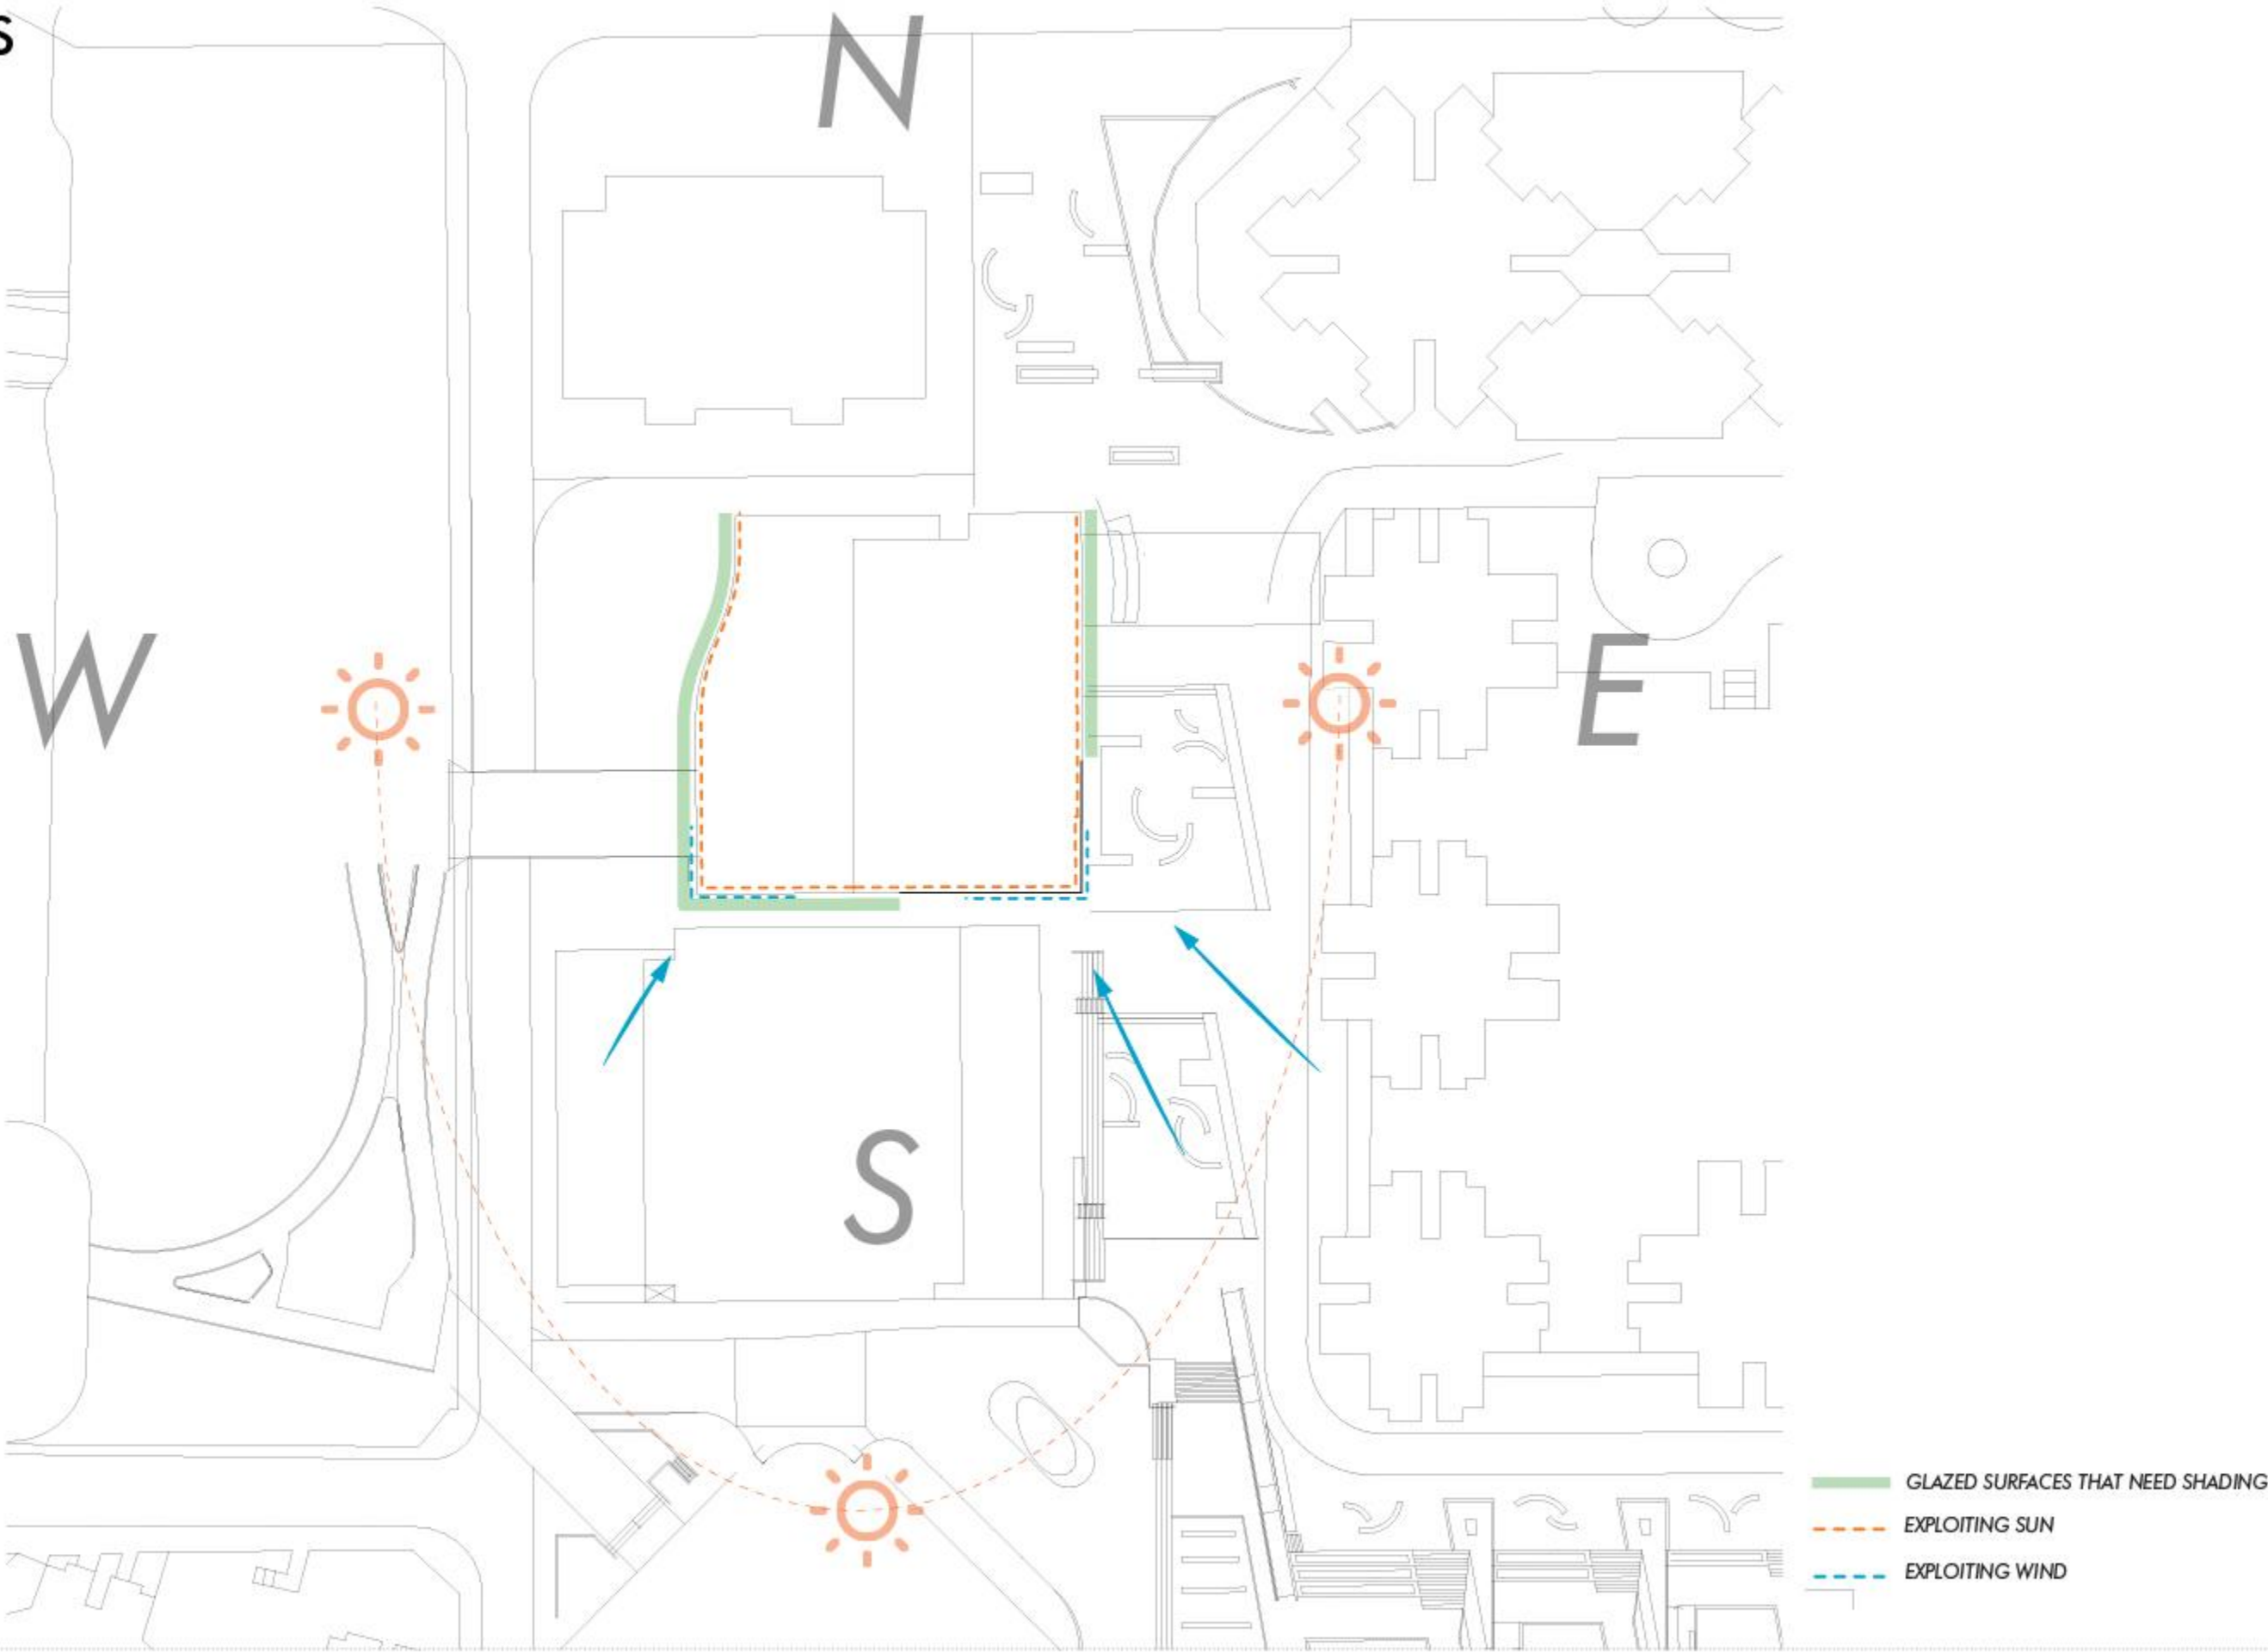 S
N
W
E
S
GLAZED SURFACES THAT NEED SHADING
EXPLOITING SUN
EXPLOITING WIND